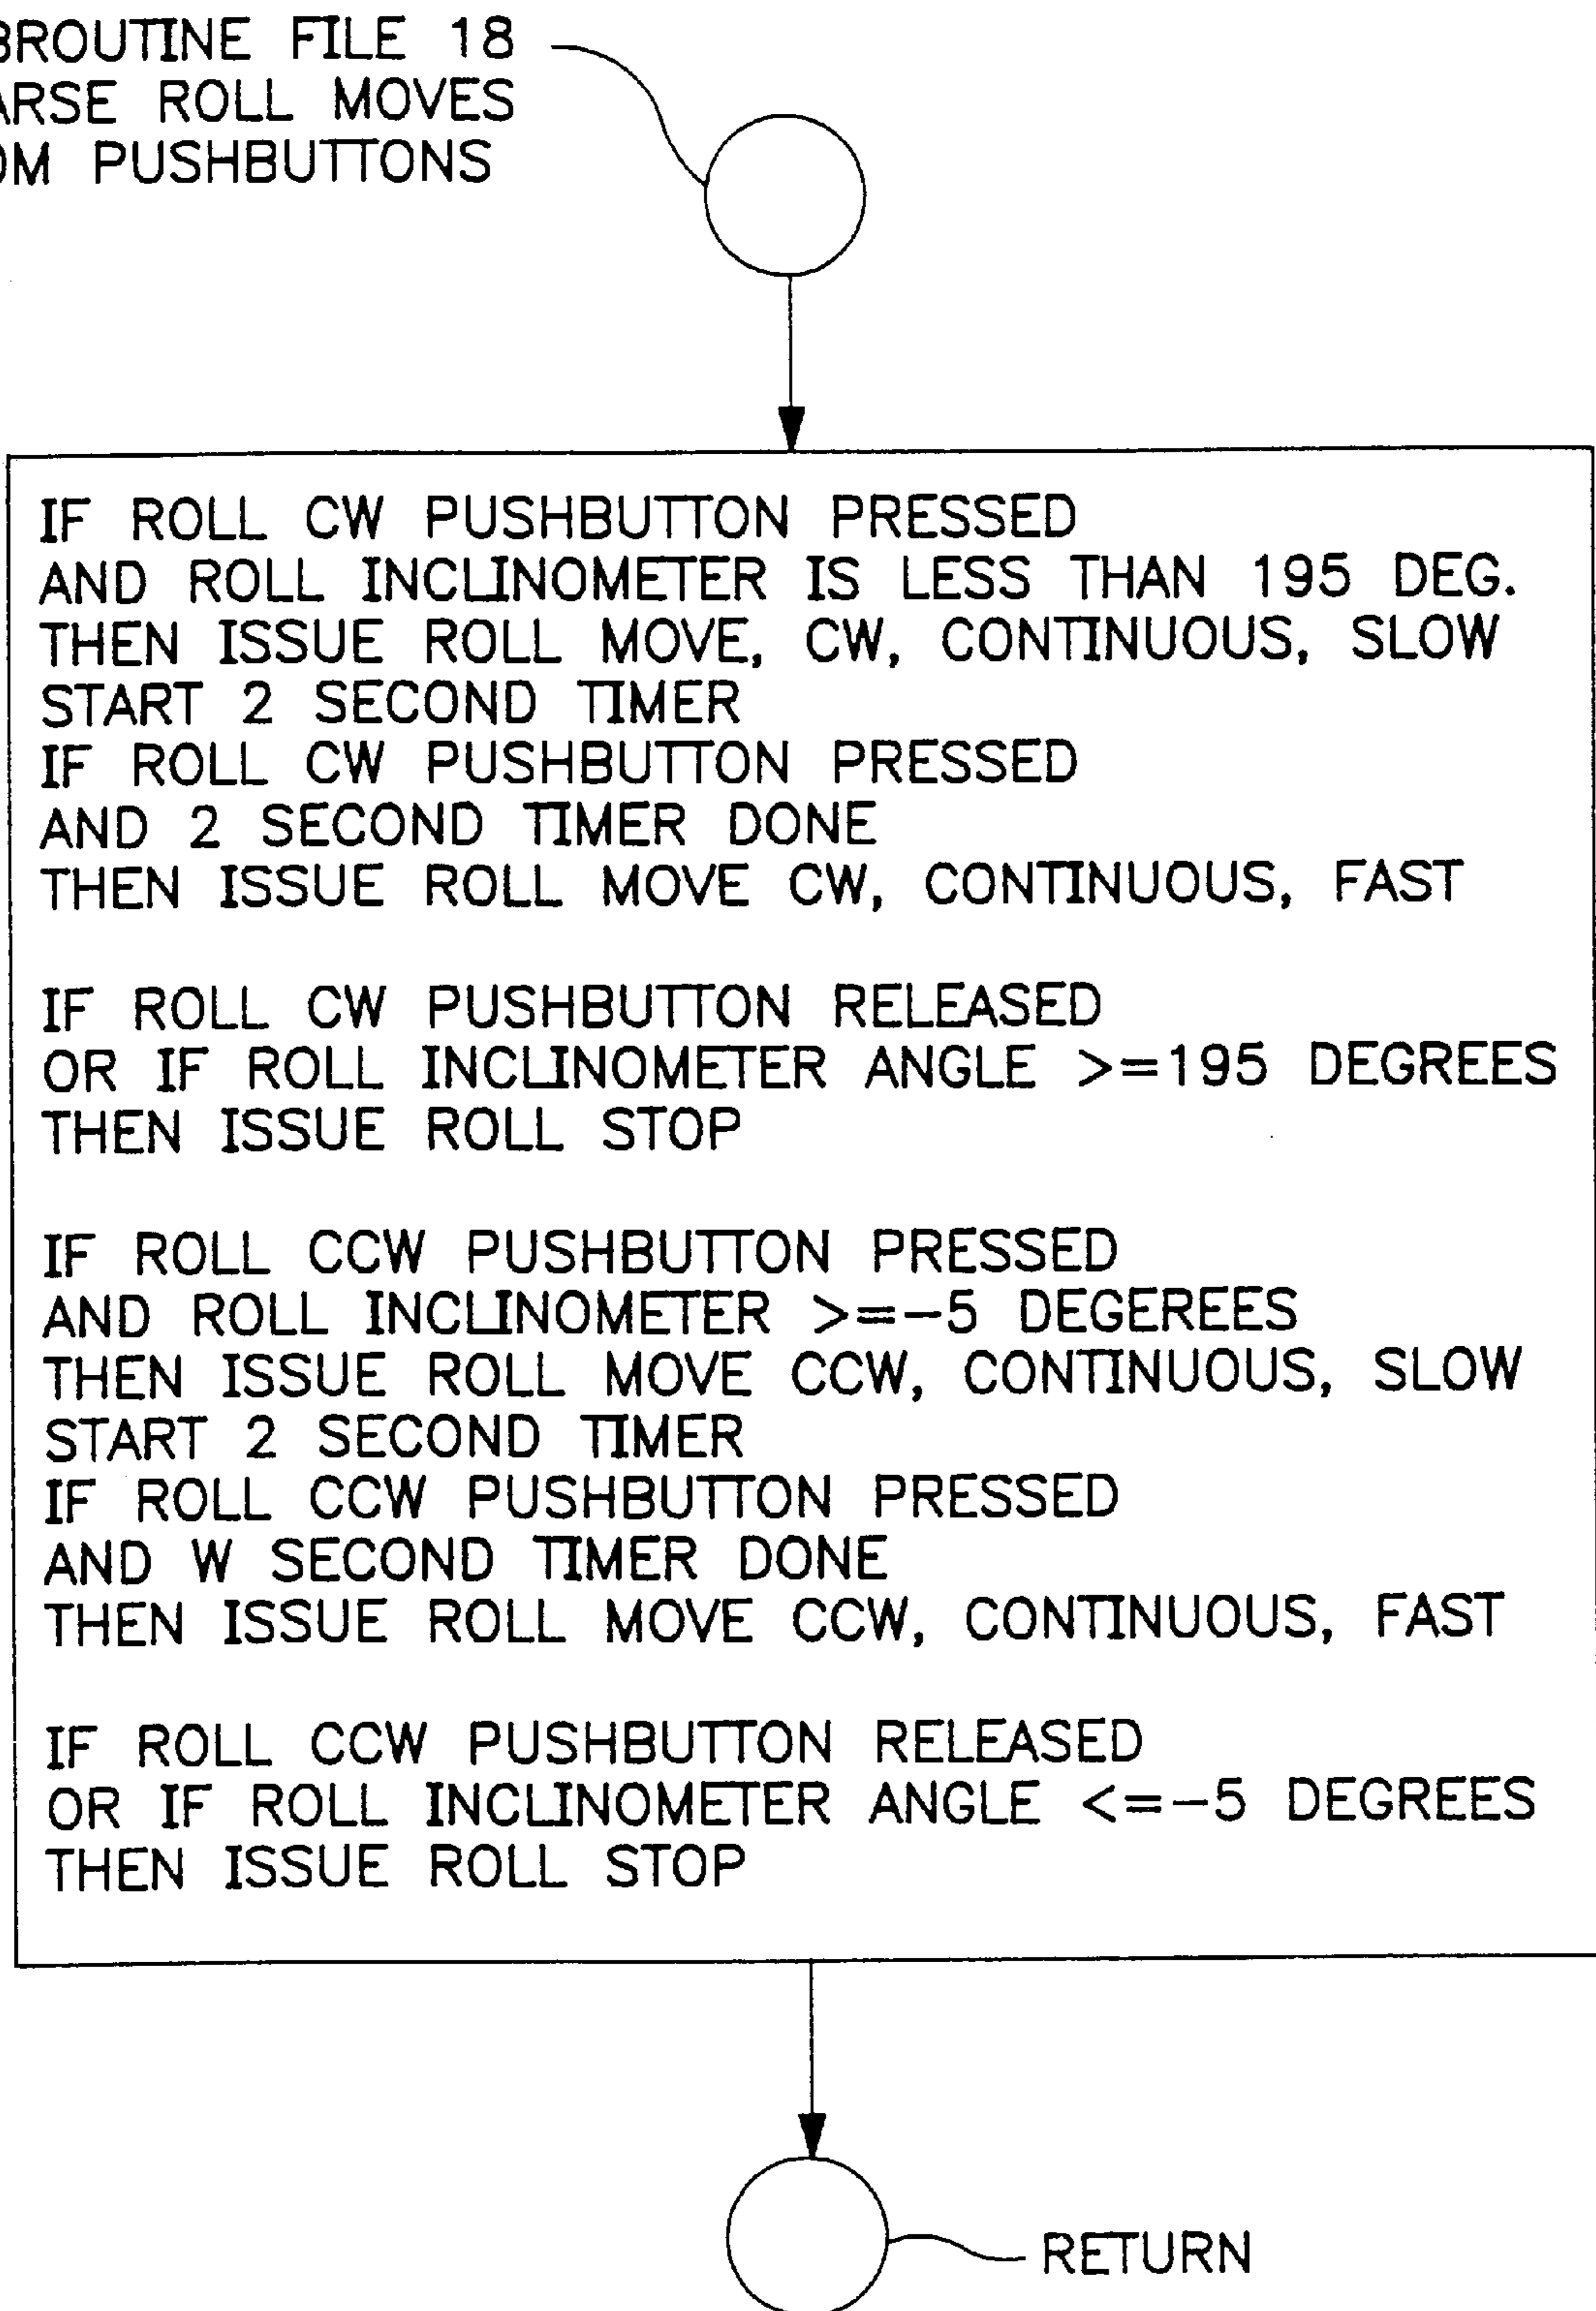 BROUTINE FILE 18
ARSE ROLL MOVES
OM PUSHBUTTONS
IF ROLL CW PUSHBUTTON PRESSED
AND ROLL INCLINOMETER IS LESS THAN 195 DEG.
THEN ISSUE ROLL MOVE, CW, CONTINUOUS, SLOW
START 2 SECOND TIMER
IF ROLL CW PUSHBUTTON PRESSED
AND 2 SECOND TIMER DONE
THEN ISSUE ROLL MOVE CW, CONTINUOUS, FAST
IF ROLL CW PUSHBUTTON RELEASED
OR IF ROLL INCLINOMETER ANGLE >=195 DEGREES
THEN ISSUE ROLL STOP
IF ROLL CCW PUSHBUTTON PRESSED
AND ROLL INCLINOMETER >=-5 DEGEREES
THEN ISSUE ROLL MOVE CCW, CONTINUOUS, SLOW
START 2 SECOND TIMER
IF ROLL CCW PUSHBUTTON PRESSED
AND W SECOND TIMER DONE
THEN ISSUE ROLL MOVE CCW, CONTINUOUS, FAST
IF ROLL CCW PUSHBUTTON RELEASED
OR IF ROLL INCLINOMETER ANGLE <=-5 DEGREES
THEN ISSUE ROLL STOP
RETURN